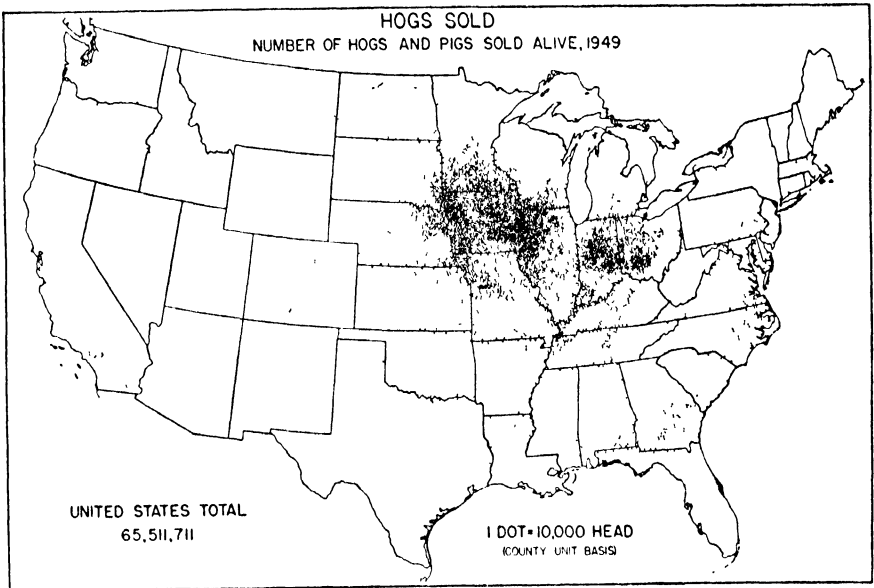 HOGS SOLD
NUMBER OF HOGS AND PIGS SOLD ALIVE, 1949
UNITED STATES TOTAL
65,511,711
1 DOT=10,000 HEAD
(COUNTY UNIT BASIS)